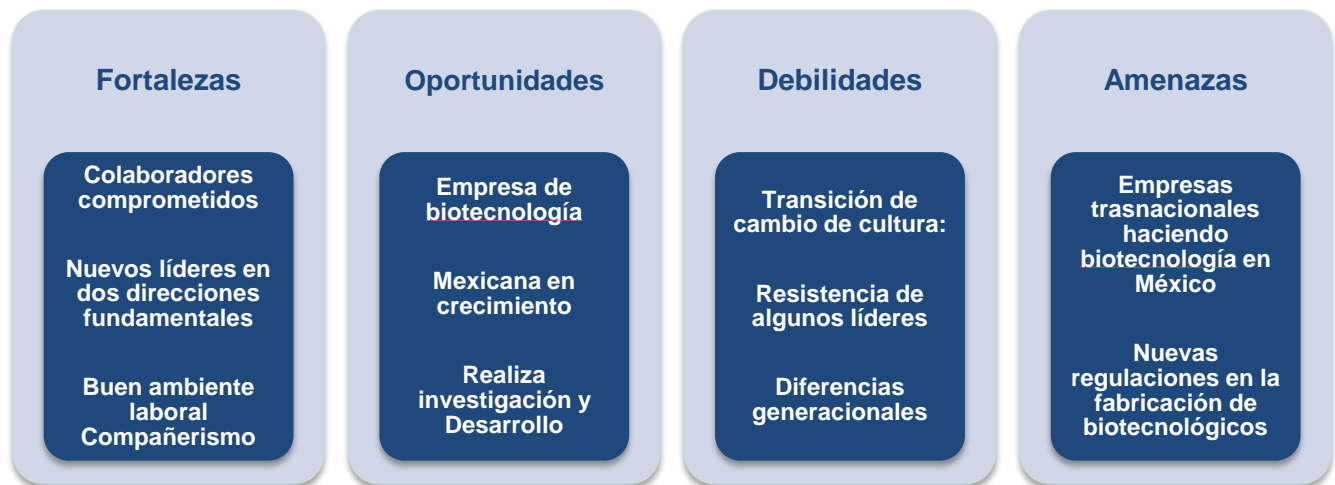 Fortalezas
Colaboradores
comprometidos
Nuevos líderes en
dos direcciones
fundamentales
Buen ambiente
laboral
Compañerismo
Oportunidades
Empresa de
biotecnología
Mexicana en
crecimiento
Realiza
investigación y
Desarrollo
Debilidades
Transición de
cambio de cultura:
Resistencia de
algunos líderes
Diferencias
generacionales
Amenazas
Empresas
trasnacionales
haciendo
biotecnología en
México
Nuevas
regulaciones en la
fabricación de
biotecnológicos